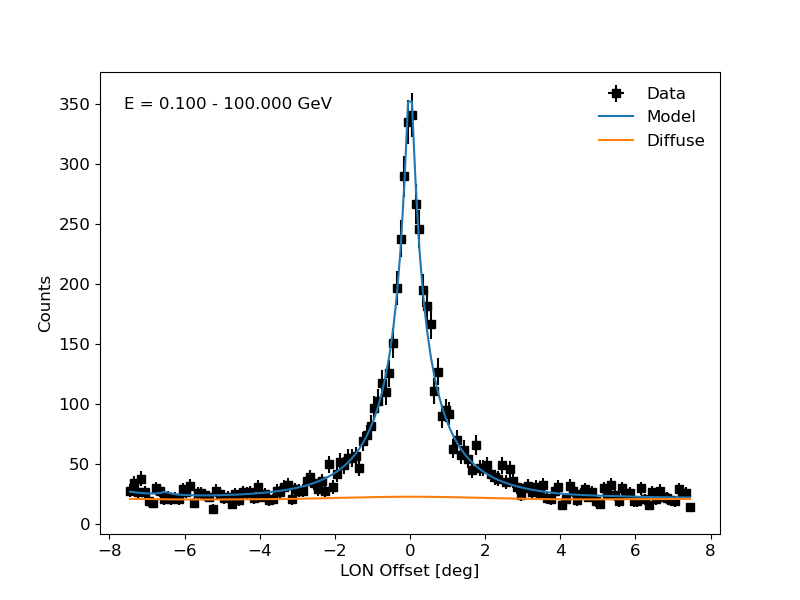 E = 0.100 - 100.000 GeV
Data
Model
Diffuse
350
300
250
200
150
100
50
0
Counts
−8 −6 −4 −2 0 2 4 6 8
LON Offset [deg]